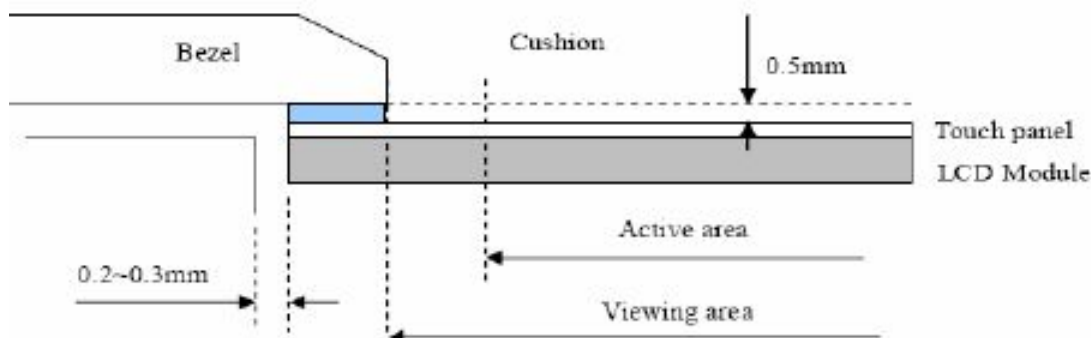 Cushion
Bezel
0.5mm
Touch panel
LCD Module
Active area
0.2~0.3mm
Viewing area